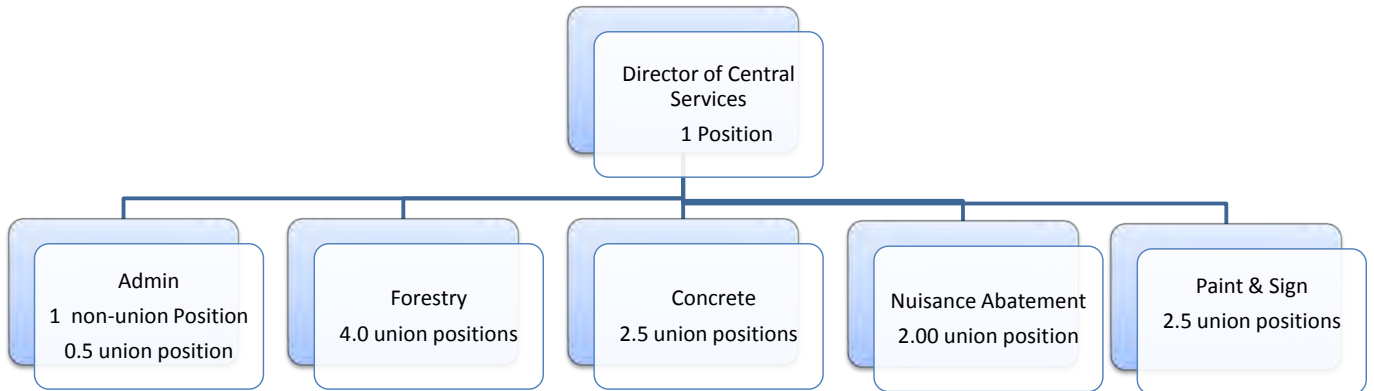 Director of Central
Services
1 Position
Admin
1 non-union Position
0.5 union position
Forestry
4.0 union positions
Concrete
2.5 union positions
Nuisance Abatement
2.00 union position
Paint & Sign
2.5 union positions